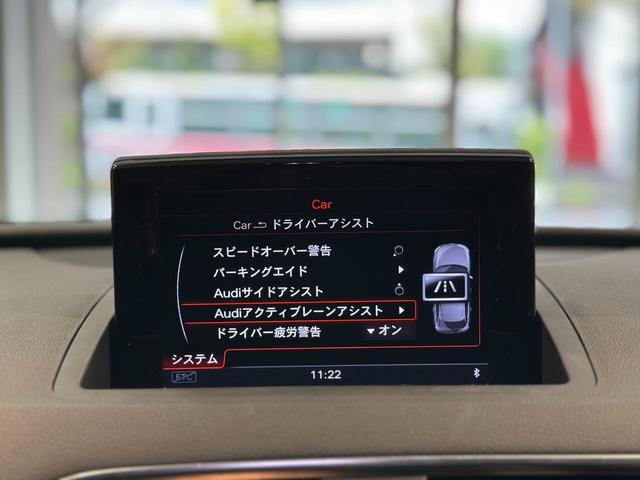 Car
Car ドライバーアシスト
スピードオーバー警告
パーキングエイド
Audiサイドアシスト
Audiアクティブレーンアシスト
ドライバー疲労警告 オン
システム
ETC 11:22